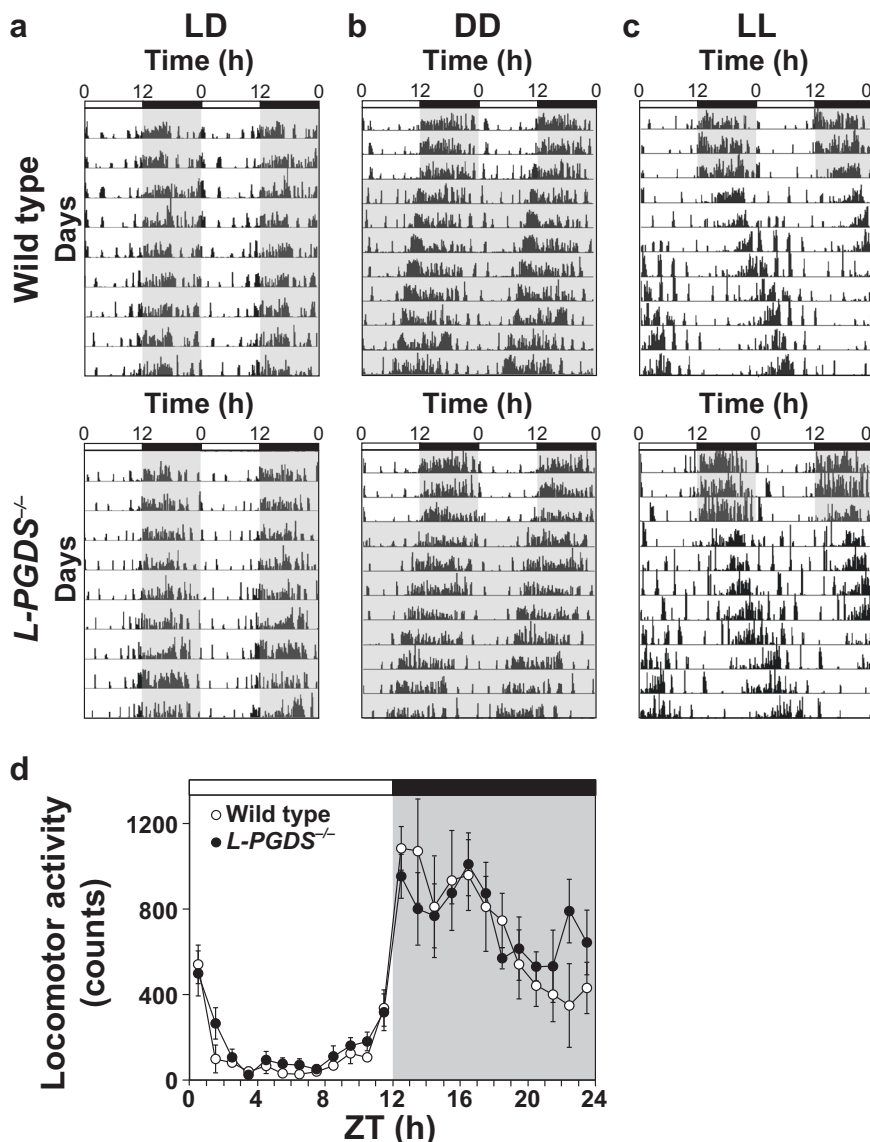 a LD b DD c LL
Time (h) Time (h) Time (h)
0 12 0 12 0 0 12 0 12 0 0 12 0 12 0
Wild type
Days
Time (h) Time (h) Time (h)
0 12 0 12 0 0 12 0 12 0 0 12 0 12 0
L-PGDS⁻/⁻
Days
d
Wild type
L-PGDS⁻/⁻
Locomotor activity
(counts)
1200
800
400
0
0 4 8 12 16 20 24
ZT (h)